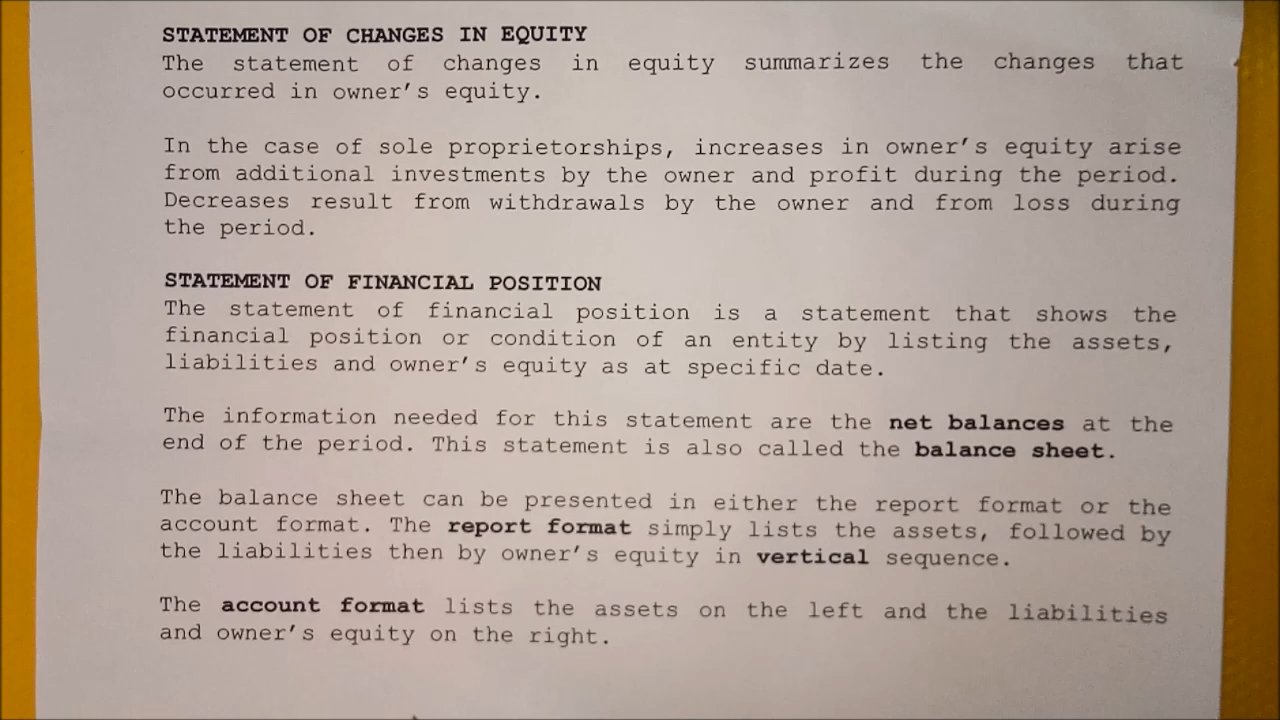 STATEMENT OF CHANGES IN EQUITY
The statement of changes in equity summarizes the changes that
occurred in owner's equity.
In the case of sole proprietorships, increases in owner's equity arise
from additional investments by the owner and profit during the period.
Decreases result from withdrawals by the owner and from loss during
the period.
STATEMENT OF FINANCIAL POSITION
The statement of financial position is a statement that shows the
financial position or condition of an entity by listing the assets,
liabilities and owner's equity as at specific date.
The information needed for this statement are the net balances at the
end of the period. This statement is also called the balance sheet.
The balance sheet can be presented in either the report format or the
account format. The report format simply lists the assets, followed by
the liabilities then by owner's equity in vertical sequence.
The account format lists the assets on the left and the liabilities
and owner's equity on the right.